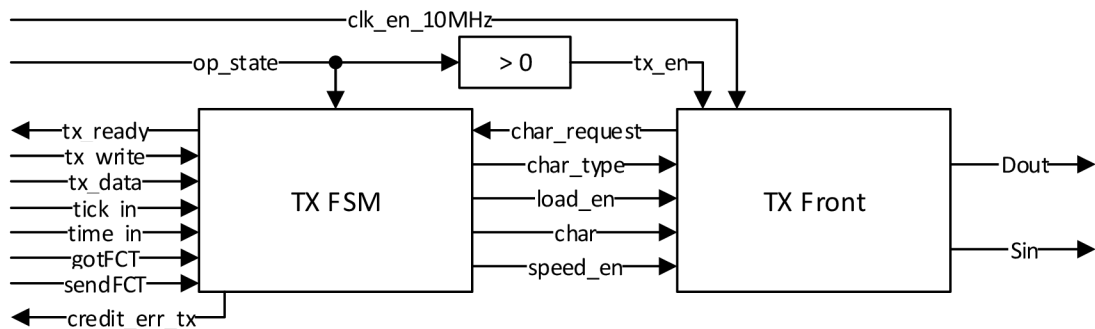 clk_en_10MHz
op_state
> 0
tx_en
tx_ready
tx_write
tx_data
tick_in
time_in
gotFCT
sendFCT
credit_err_tx
TX FSM
char_request
char_type
load_en
char
speed_en
TX Front
Dout
Sin